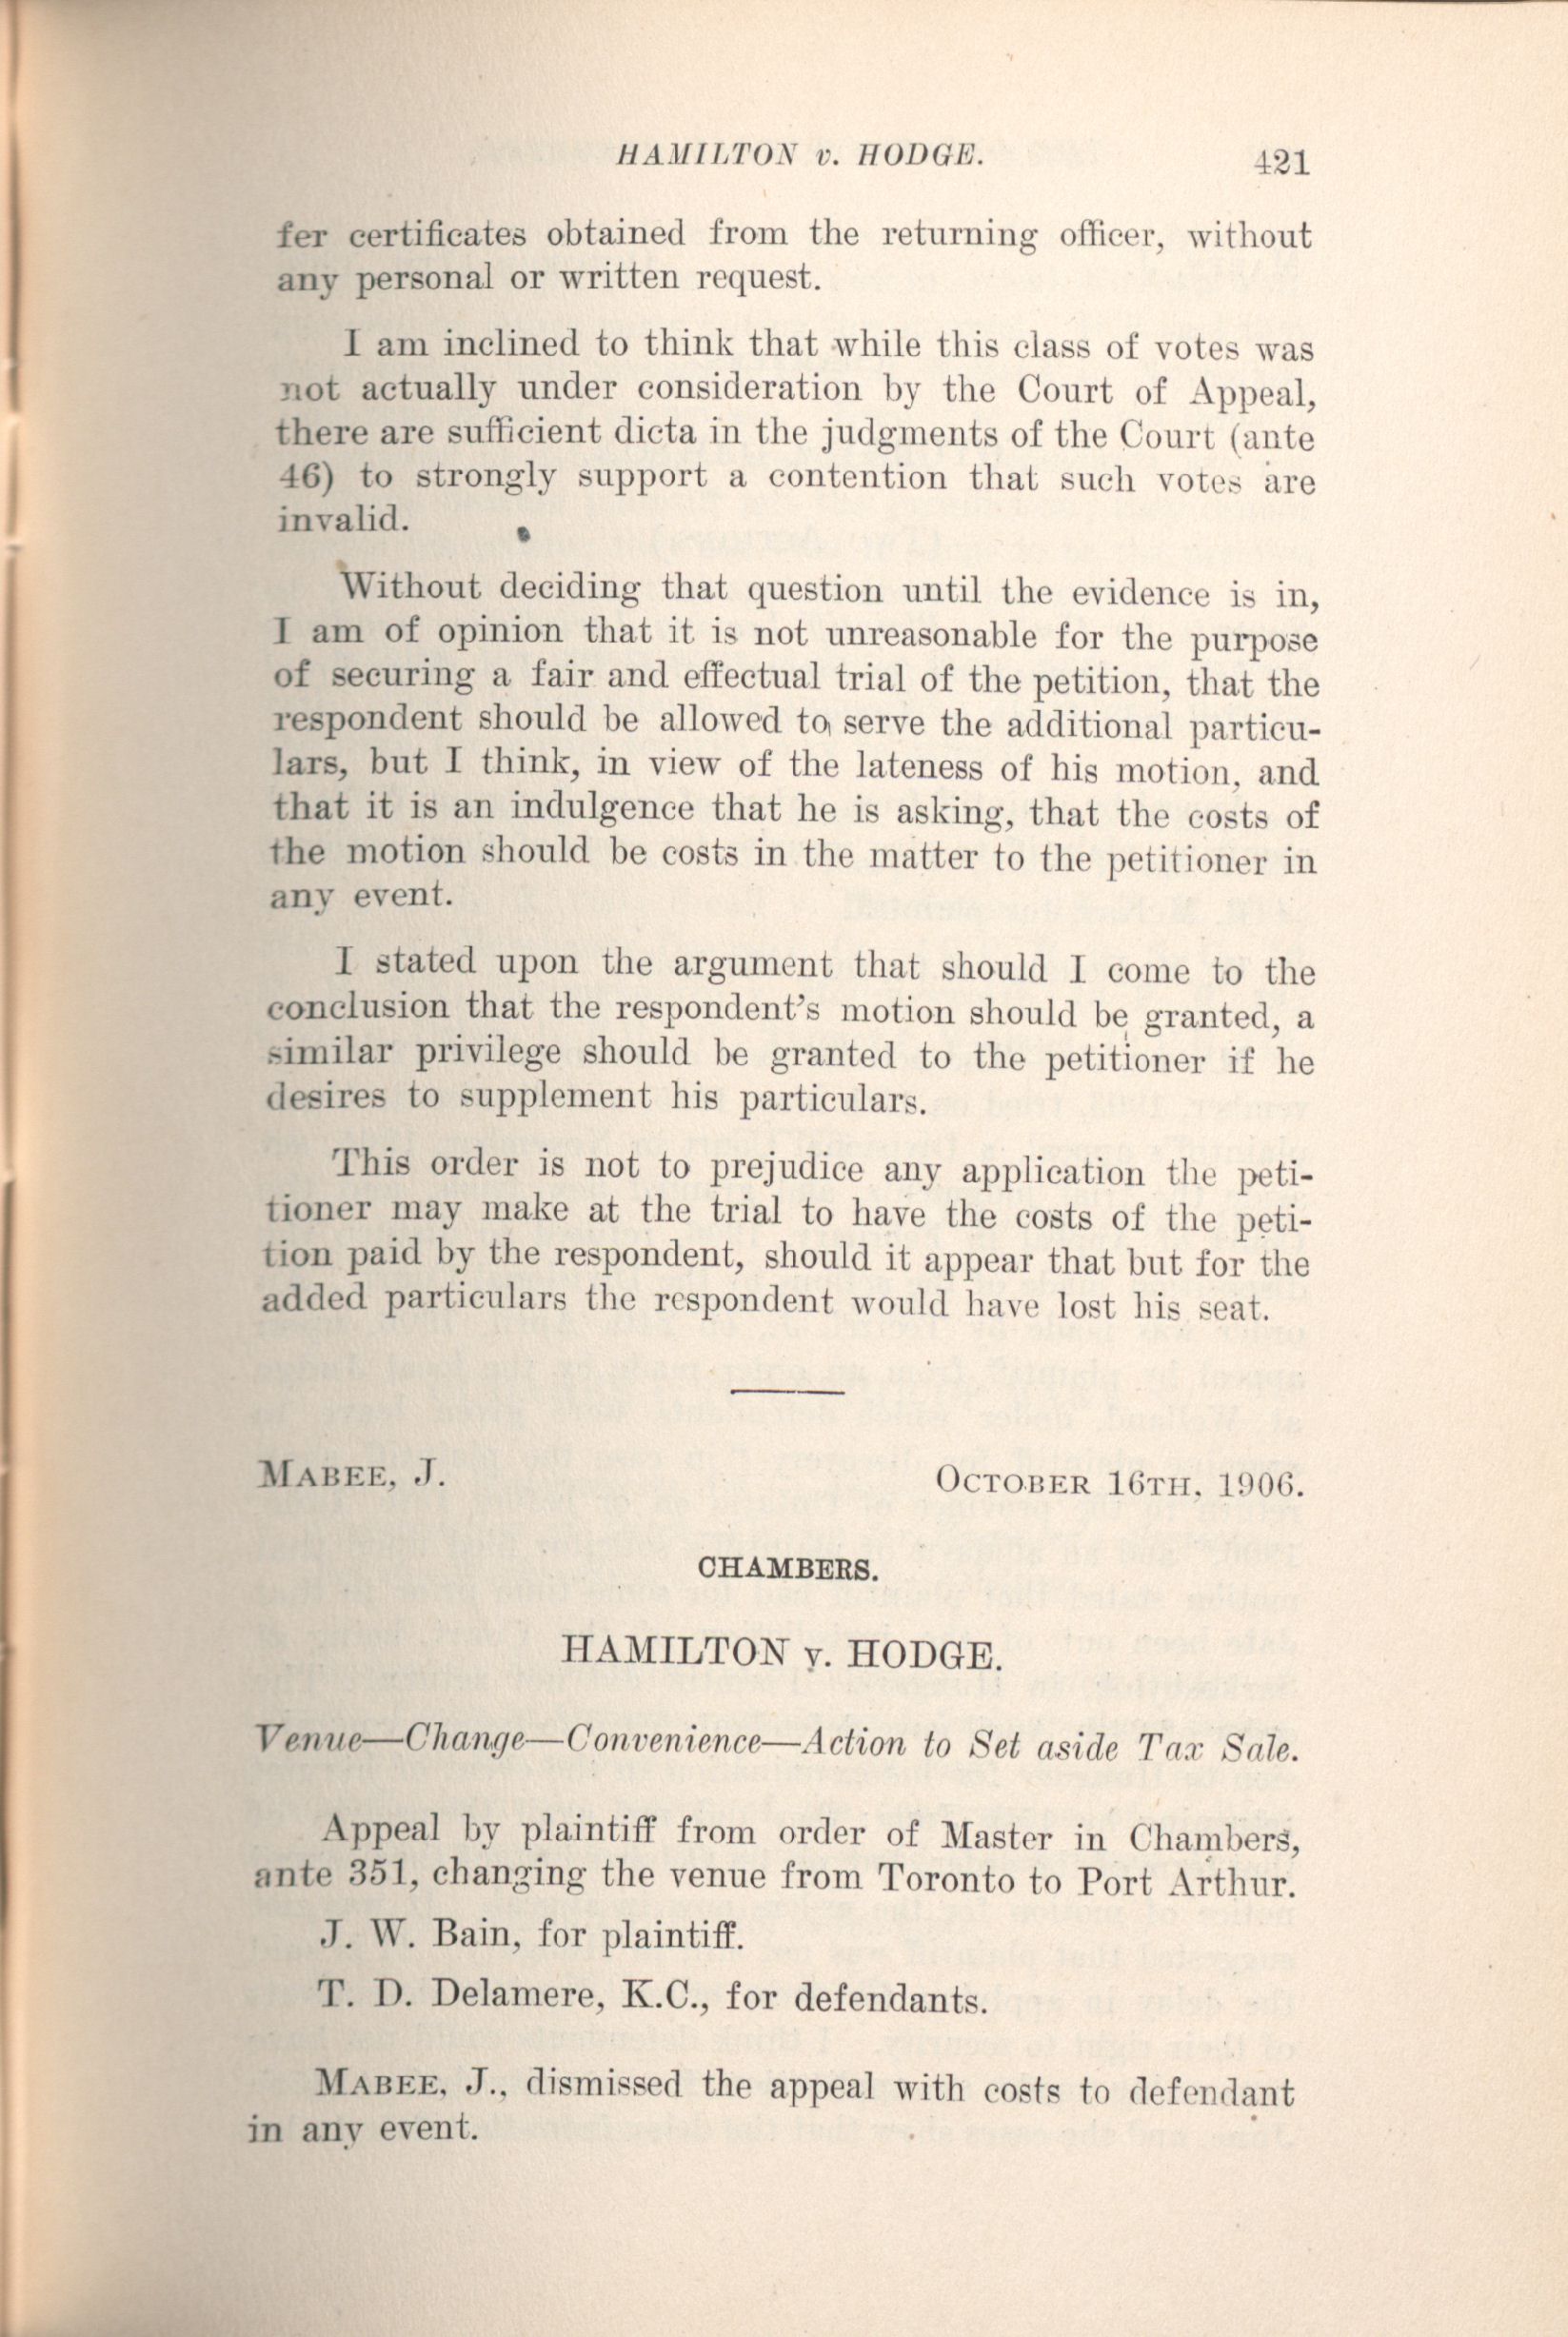 HAMILTON v. HODGE. 421
fer certificates obtained from the returning officer, without
any personal or written request.
I am inclined to think that while this class of votes was
not actually under consideration by the Court of Appeal,
there are sufficient dicta in the judgments of the Court (ante
46) to strongly support a contention that such votes are
invalid.
Without deciding that question until the evidence is in,
I am of opinion that it is not unreasonable for the purpose
of securing a fair and effectual trial of the petition, that the
respondent should be allowed to serve the additional particu-
lars, but I think, in view of the lateness of his motion, and
that it is an indulgence that he is asking, that the costs of
the motion should be costs in the matter to the petitioner in
any event.
I stated upon the argument that should I come to the
conclusion that the respondent's motion should be granted, a
similar privilege should be granted to the petitioner if he
desires to supplement his particulars.
This order is not to prejudice any application the peti-
tioner may make at the trial to have the costs of the peti-
tion paid by the respondent, should it appear that but for the
added particulars the respondent would have lost his seat.
MABEE, J. OCTOBER 16TH, 1906.
CHAMBERS.
HAMILTON v. HODGE.
Venue—Change—Convenience—Action to Set aside Tax Sale.
Appeal by plaintiff from order of Master in Chambers,
ante 351, changing the venue from Toronto to Port Arthur.
J. W. Bain, for plaintiff.
T. D. Delamere, K.C., for defendants.
MABEE, J., dismissed the appeal with costs to defendant
in any event.